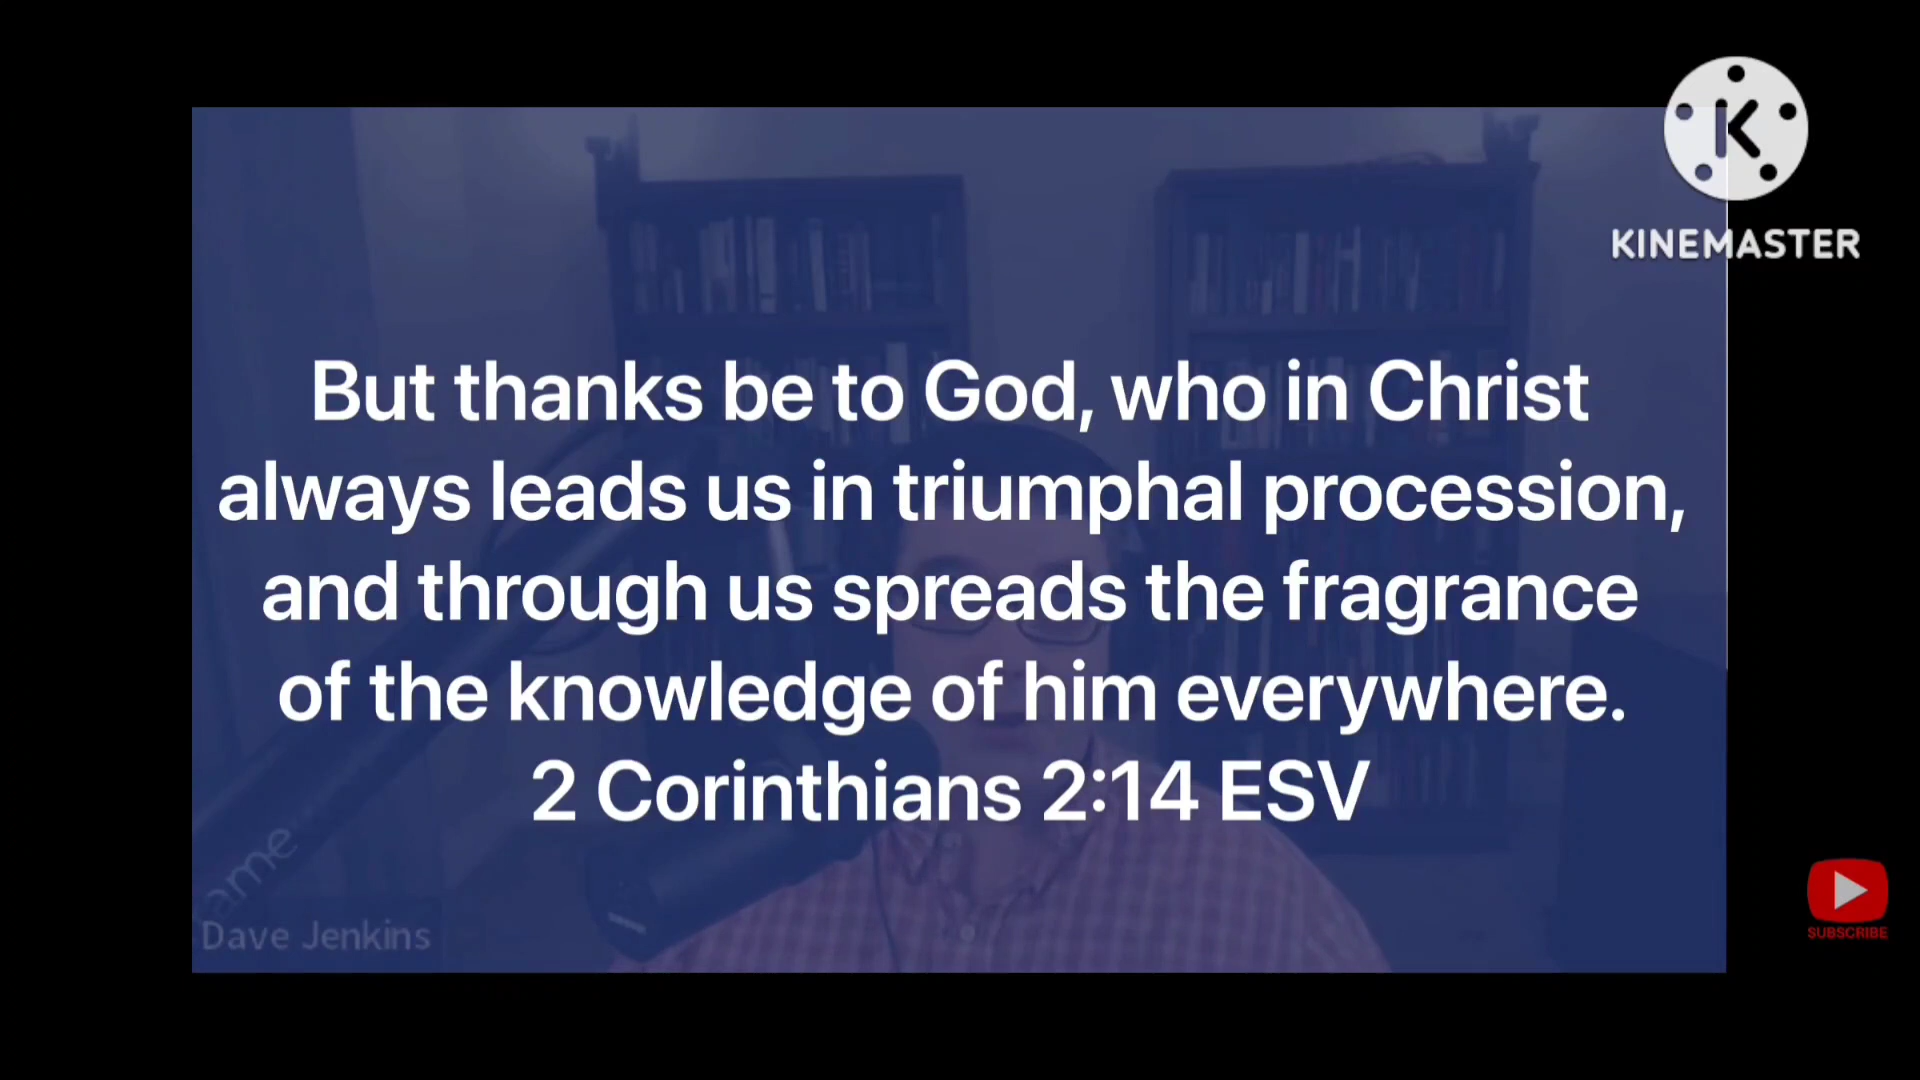 KINEMASTER
But thanks be to God, who in Christ
always leads us in triumphal procession,
and through us spreads the fragrance
of the knowledge of him everywhere.
2 Corinthians 2:14 ESV
ame
Dave Jenkins
SUBSCRIBE